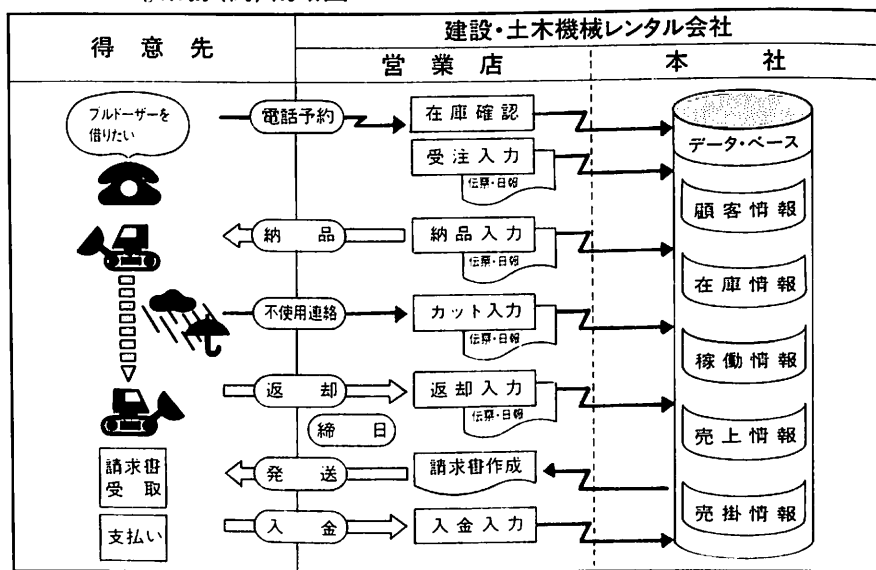 建設・土木機械レンタル会社
得意先
営業店
本社
ブルドーザーを
借りたい
電話予約
在庫確認
データ・ベース
受注入力
伝票・日報
顧客情報
納品
納品入力
伝票・日報
在庫情報
不使用連絡
カット入力
伝票・日報
稼働情報
返却
返却入力
伝票・日報
締日
売上情報
請求書
受取
発送
請求書作成
売掛情報
支払い
入金
入金入力